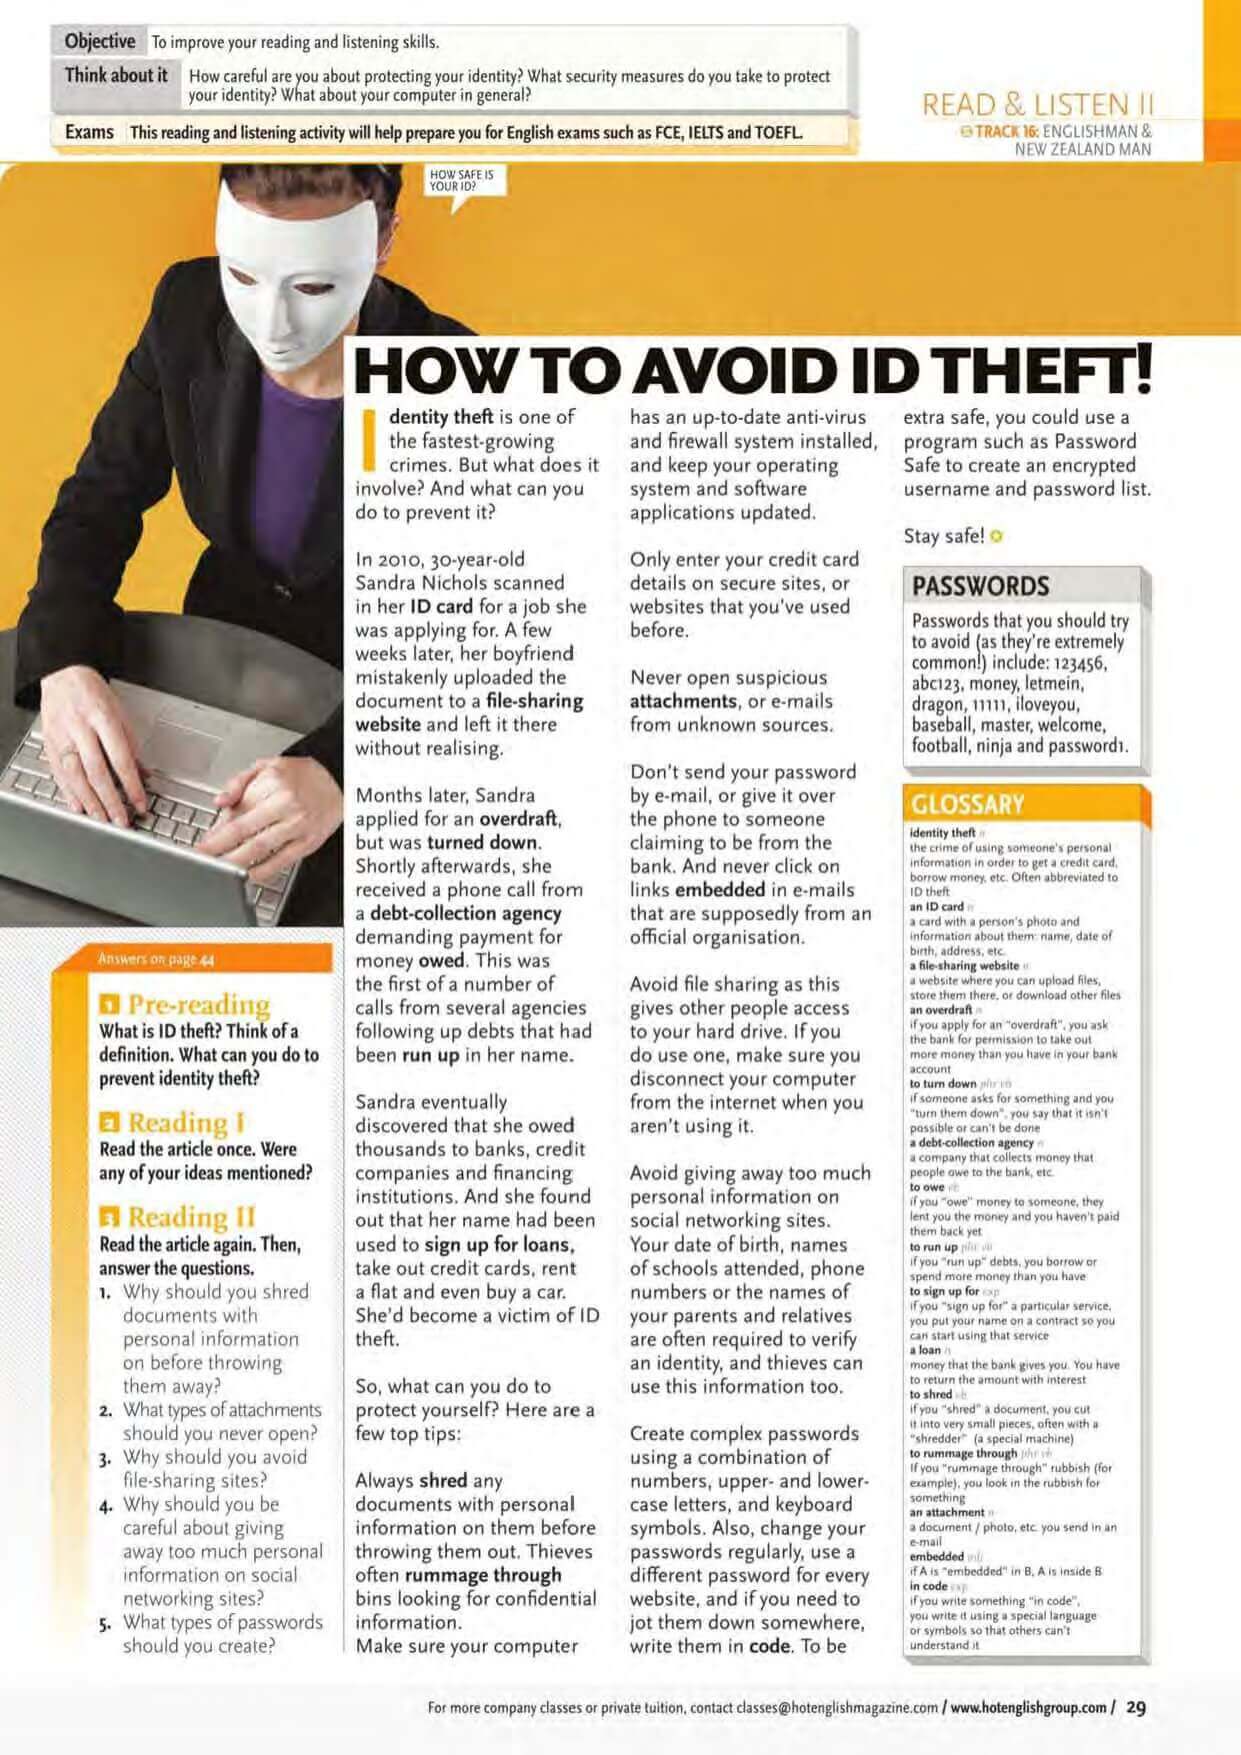 Objective To improve your reading and listening skills.
Think about it How careful are you about protecting your identity? What security measures do you take to protect
your identity? What about your computer in general?
Exams This reading and listening activity will help prepare you for English exams such as FCE, IELTS and TOEFL.
READ & LISTEN II
TRACK 16: ENGLISHMAN &
NEW ZEALAND MAN
HOW SAFE IS
YOUR ID?
HOW TO AVOID ID THEFT!
Identity theft is one of
the fastest-growing
crimes. But what does it
involve? And what can you
do to prevent it?
In 2010, 30-year-old
Sandra Nichols scanned
in her ID card for a job she
was applying for. A few
weeks later, her boyfriend
mistakenly uploaded the
document to a file-sharing
website and left it there
without realising.
Months later, Sandra
applied for an overdraft,
but was turned down.
Shortly afterwards, she
received a phone call from
a debt-collection agency
demanding payment for
money owed. This was
the first of a number of
calls from several agencies
following up debts that had
been run up in her name.
Sandra eventually
discovered that she owed
thousands to banks, credit
companies and financing
institutions. And she found
out that her name had been
used to sign up for loans,
take out credit cards, rent
a flat and even buy a car.
She'd become a victim of ID
theft.
So, what can you do to
protect yourself? Here are a
few top tips:
Always shred any
documents with personal
information on them before
throwing them out. Thieves
often rummage through
bins looking for confidential
information.
Make sure your computer
has an up-to-date anti-virus
and firewall system installed,
and keep your operating
system and software
applications updated.
Only enter your credit card
details on secure sites, or
websites that you've used
before.
Never open suspicious
attachments, or e-mails
from unknown sources.
Don't send your password
by e-mail, or give it over
the phone to someone
claiming to be from the
bank. And never click on
links embedded in e-mails
that are supposedly from an
official organisation.
Avoid file sharing as this
gives other people access
to your hard drive. If you
do use one, make sure you
disconnect your computer
from the internet when you
aren't using it.
Avoid giving away too much
personal information on
social networking sites.
Your date of birth, names
of schools attended, phone
numbers or the names of
your parents and relatives
are often required to verify
an identity, and thieves can
use this information too.
Create complex passwords
using a combination of
numbers, upper- and lower-
case letters, and keyboard
symbols. Also, change your
passwords regularly, use a
different password for every
website, and if you need to
jot them down somewhere,
write them in code. To be
extra safe, you could use a
program such as Password
Safe to create an encrypted
username and password list.
Stay safe!
PASSWORDS
Passwords that you should try
to avoid (as they're extremely
common!) include: 123456,
abc123, money, letmein,
dragon, 11111, iloveyou,
baseball, master, welcome,
football, ninja and password1.
GLOSSARY
identity theft n
the crime of using someone's personal
information in order to get a credit card,
borrow money, etc. Often abbreviated to
ID theft
an ID card n
a card with a person's photo and
information about them: name, date of
birth, address, etc.
a file-sharing website n
a website where you can upload files,
store them there, or download other files
an overdraft n
if you apply for an "overdraft", you ask
the bank for permission to take out
more money than you have in your bank
account
to turn down phr vb
if someone asks for something and you
"turn them down", you say that it isn't
possible or can't be done
a debt-collection agency n
a company that collects money that
people owe to the bank, etc.
to owe vb
if you "owe" money to someone, they
lent you the money and you haven't paid
them back yet
to run up phr vb
if you "run up" debts, you borrow or
spend more money than you have
to sign up for exp
if you "sign up for" a particular service,
you put your name on a contract so you
can start using that service
a loan n
money that the bank gives you. You have
to return the amount with interest
to shred vb
if you "shred" a document, you cut
it into very small pieces, often with a
"shredder" (a special machine)
to rummage through phr vb
If you "rummage through" rubbish (for
example), you look in the rubbish for
something
an attachment n
a document / photo, etc. you send in an
e-mail
embedded adj
if A is "embedded" in B, A is inside B
in code exp
if you write something "in code",
you write it using a special language
or symbols so that others can't
understand it
Answers on page 44
1 Pre-reading
What is ID theft? Think of a
definition. What can you do to
prevent identity theft?
2 Reading I
Read the article once. Were
any of your ideas mentioned?
3 Reading II
Read the article again. Then,
answer the questions.
1. Why should you shred
documents with
personal information
on before throwing
them away?
2. What types of attachments
should you never open?
3. Why should you avoid
file-sharing sites?
4. Why should you be
careful about giving
away too much personal
information on social
networking sites?
5. What types of passwords
should you create?
For more company classes or private tuition, contact classes@hotenglishmagazine.com / www.hotenglishgroup.com / 29